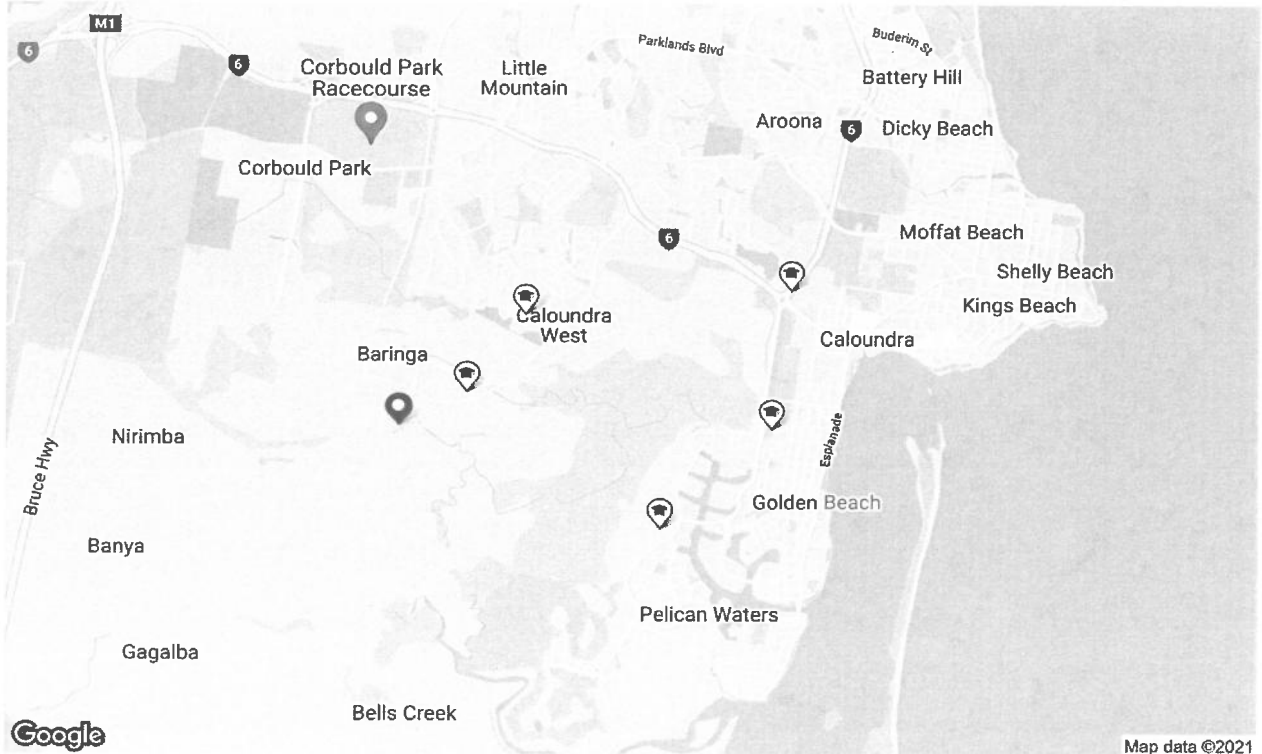 M1
6
6
Corbould Park
Racecourse
Little
Mountain
Parklands Blvd
Buderim St
Battery Hill
Aroona
6
Dicky Beach
Corbould Park
6
Moffat Beach
Shelly Beach
Kings Beach
Caloundra
West
Caloundra
Baringa
Nirimba
Bruce Hwy
Esplanade
Golden Beach
Banya
Pelican Waters
Gagalba
Bells Creek
Google
Map data ©2021